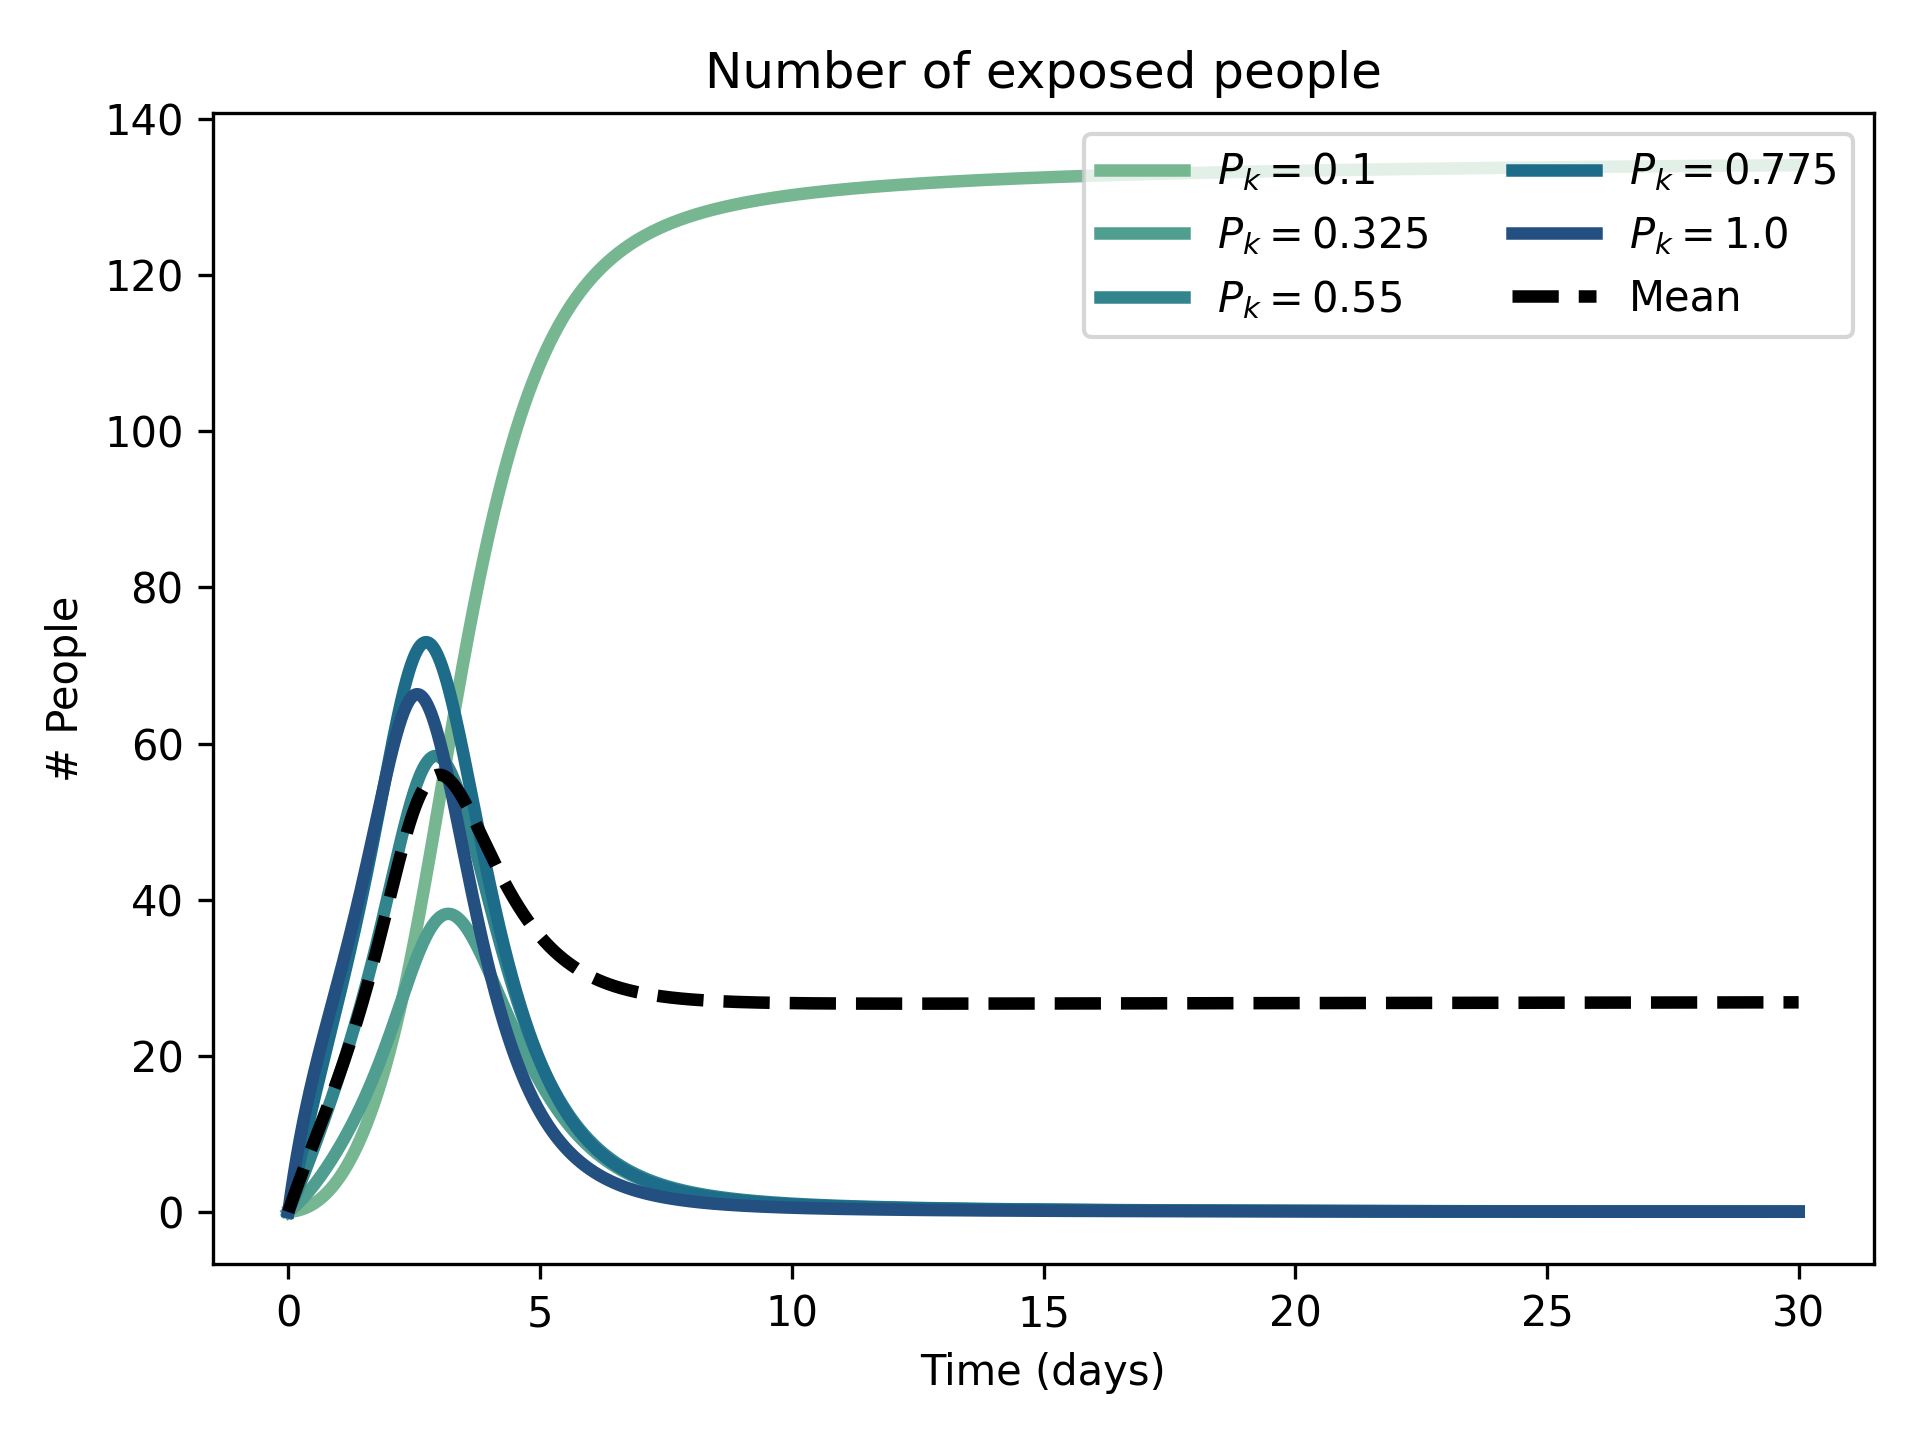 Number of exposed people
140
120
100
80
60
40
20
0
# People
P_k = 0.1
P_k = 0.325
P_k = 0.55
P_k = 0.775
P_k = 1.0
Mean
0 5 10 15 20 25 30
Time (days)